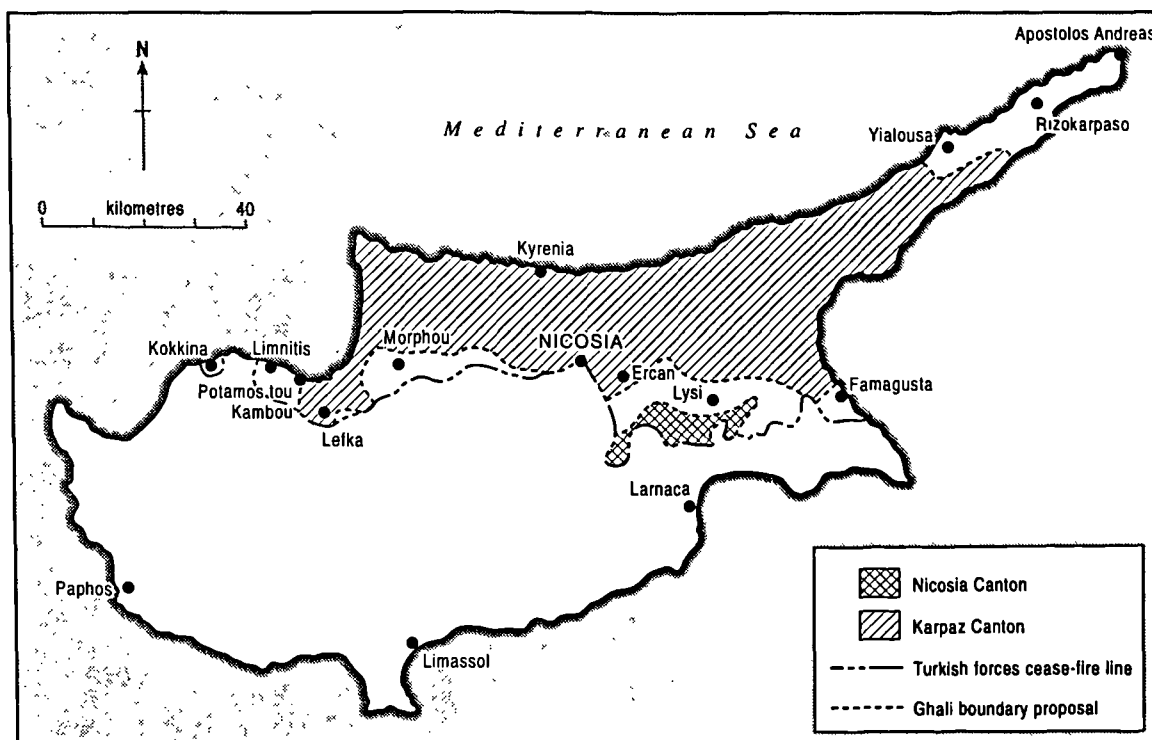 Apostolos Andreas
N
Mediterranean Sea
Yialousa
Rizokarpaso
0 kilometres 40
Kyrenia
Morphou
NICOSIA
Kokkina
Limnitis
Ercan
Potamos tou
Kambou
Lysi
Famagusta
Lefka
Larnaca
Paphos
Limassol
Nicosia Canton
Karpaz Canton
Turkish forces cease-fire line
Ghali boundary proposal